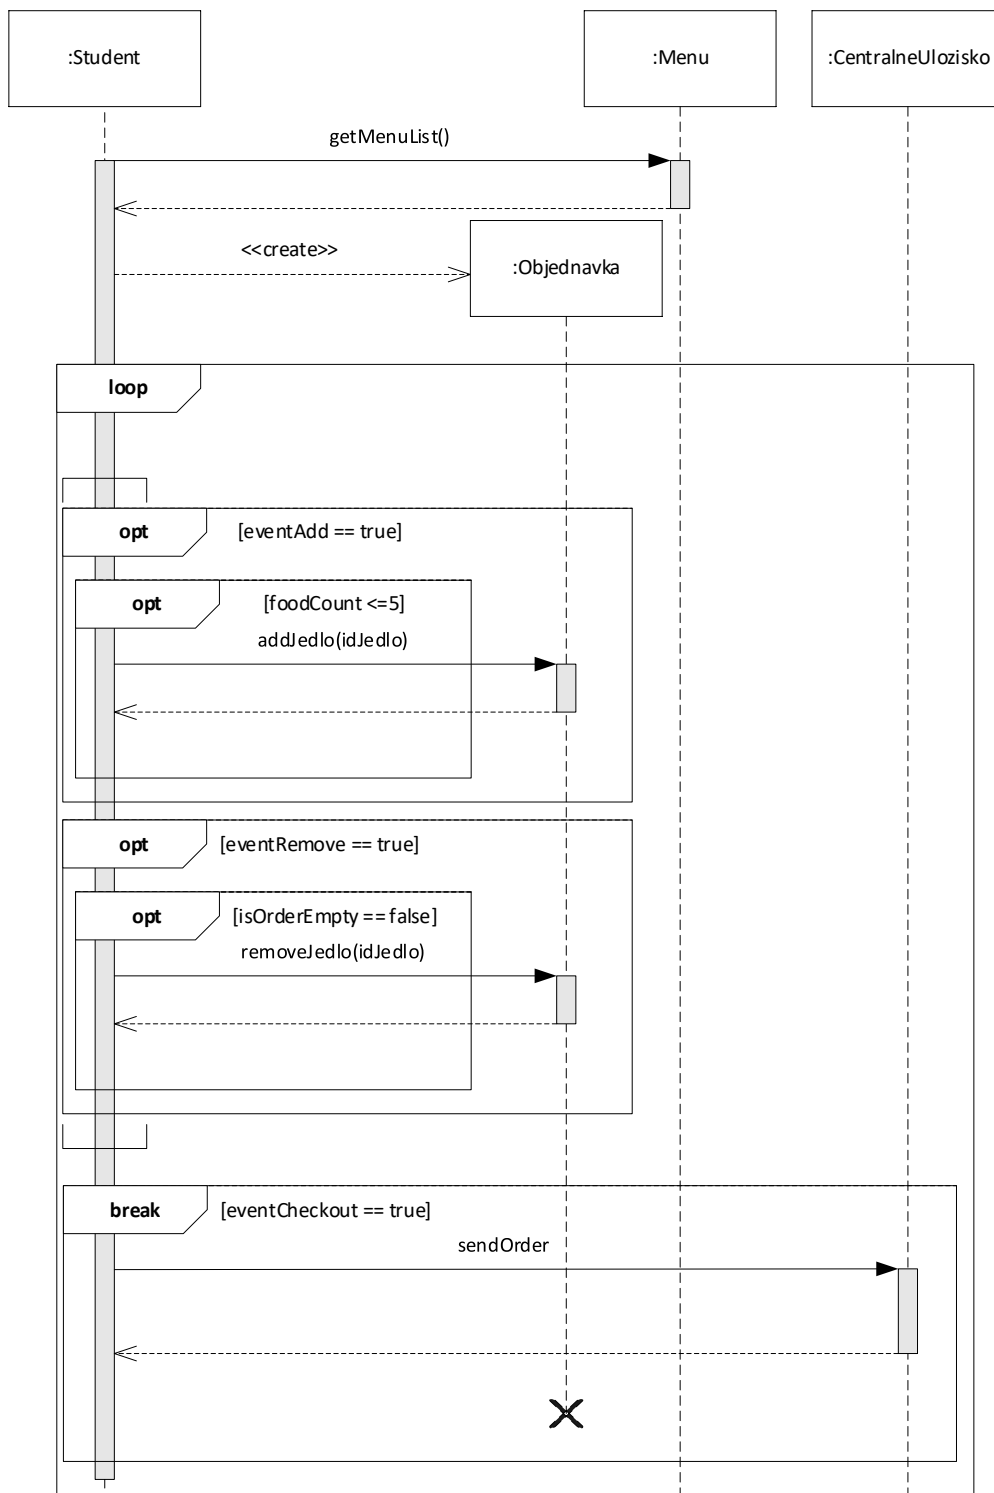 :Student
:Menu
:CentralneUlozisko
getMenuList()
<<create>>
:Objednavka
loop
opt
[eventAdd == true]
opt
[foodCount <=5]
addJedlo(idJedlo)
opt
[eventRemove == true]
opt
[isOrderEmpty == false]
removeJedlo(idJedlo)
break
[eventCheckout == true]
sendOrder